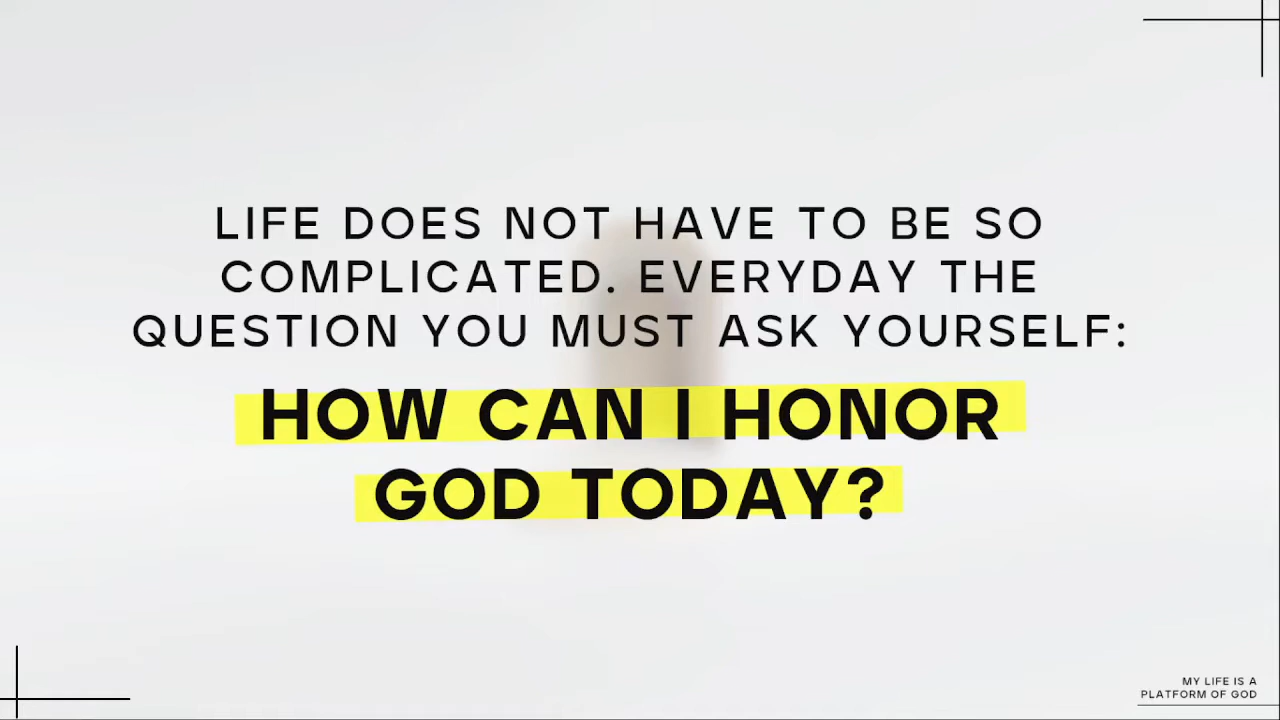 LIFE DOES NOT HAVE TO BE SO
COMPLICATED. EVERYDAY THE
QUESTION YOU MUST ASK YOURSELF:
HOW CAN I HONOR
GOD TODAY?
MY LIFE IS A
PLATFORM OF GOD